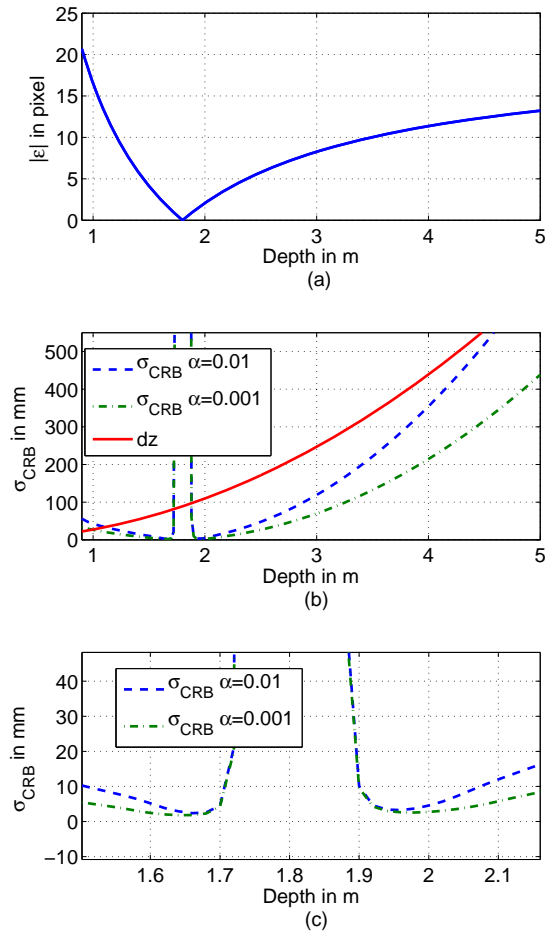 25
20
15
10
5
0
|ε| in pixel
1 2 3 4 5
Depth in m
(a)
500
400
300
200
100
0
σCRB in mm
σCRB α=0.01
σCRB α=0.001
dz
1 2 3 4 5
Depth in m
(b)
40
30
20
10
0
−10
σCRB in mm
σCRB α=0.01
σCRB α=0.001
1.6 1.7 1.8 1.9 2 2.1
Depth in m
(c)